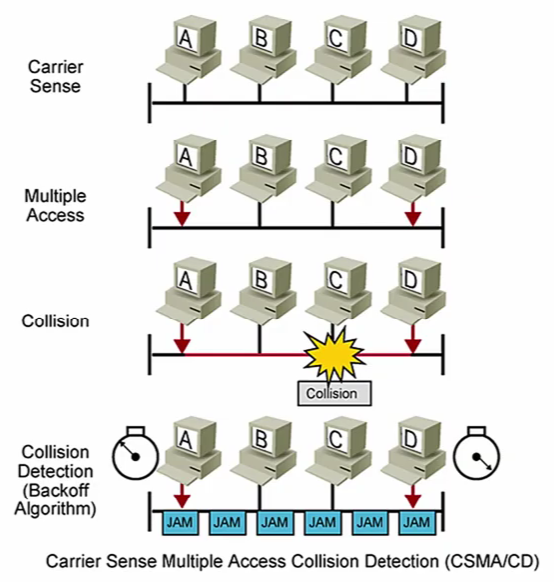 A B C D
Carrier
Sense
A B C D
Multiple
Access
A B C D
Collision
Collision
A B C D
Collision
Detection
(Backoff
Algorithm)
JAM JAM JAM JAM JAM JAM
Carrier Sense Multiple Access Collision Detection (CSMA/CD)